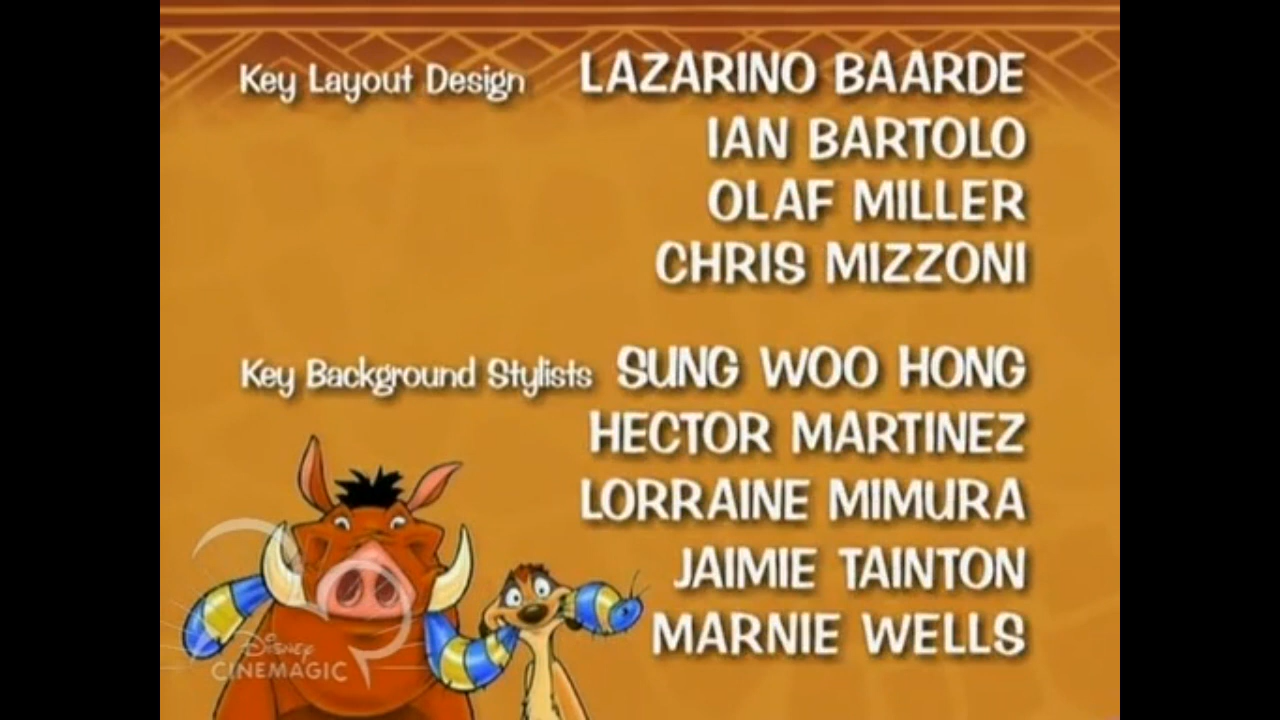 Key Layout Design LAZARINO BAARDE
IAN BARTOLO
OLAF MILLER
CHRIS MIZZONI
Key Background Stylists SUNG WOO HONG
HECTOR MARTINEZ
LORRAINE MIMURA
JAIMIE TAINTON
MARNIE WELLS
DISNEY
CINEMAGIC